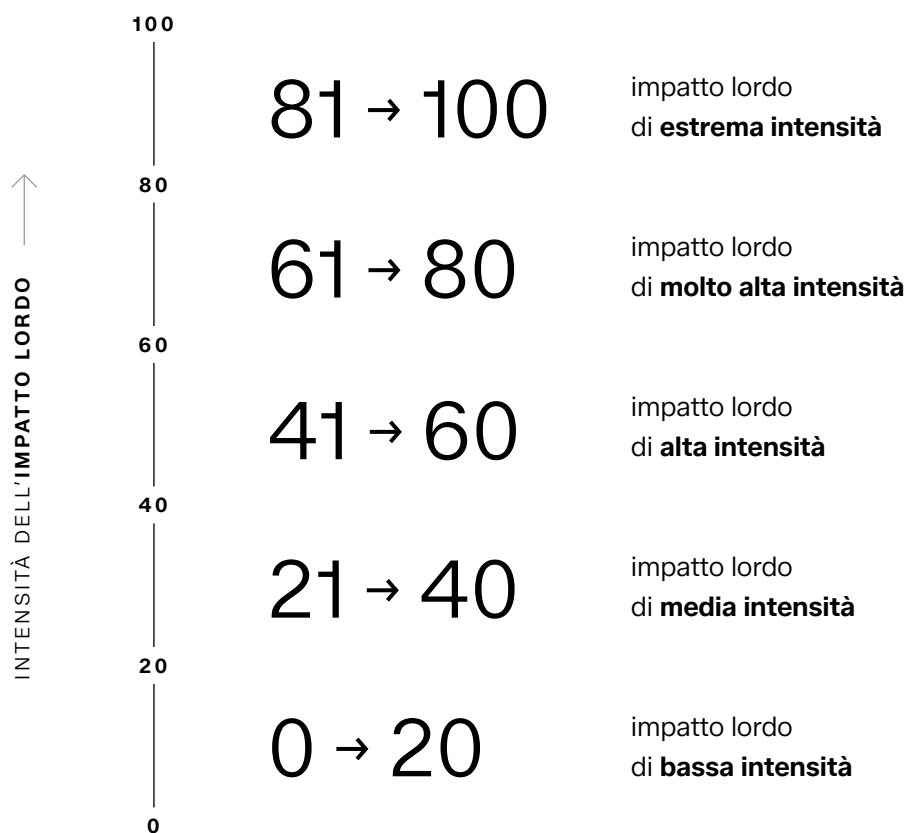 100
81 → 100
impatto lordo
di estrema intensità
80
61 → 80
impatto lordo
di molto alta intensità
60
41 → 60
impatto lordo
di alta intensità
40
21 → 40
impatto lordo
di media intensità
20
0 → 20
impatto lordo
di bassa intensità
0
INTENSITÀ DELL'IMPATTO LORDO